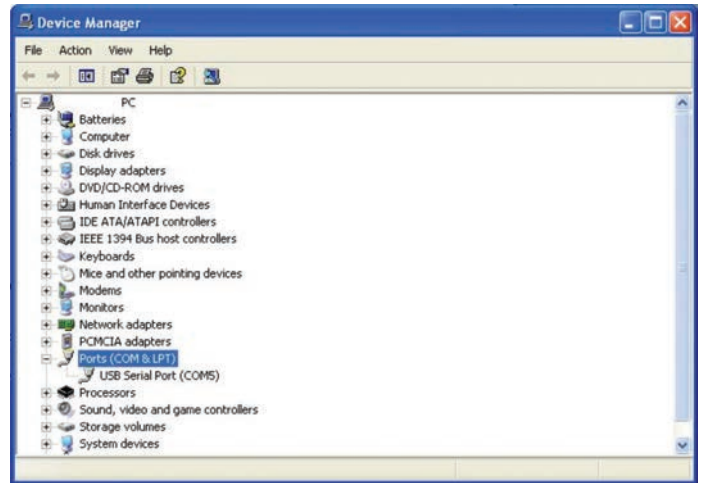 Device Manager
File Action View Help
PC
Batteries
Computer
Disk drives
Display adapters
DVD/CD-ROM drives
Human Interface Devices
IDE ATA/ATAPI controllers
IEEE 1394 Bus host controllers
Keyboards
Mice and other pointing devices
Modems
Monitors
Network adapters
PCMCIA adapters
Ports (COM & LPT)
USB Serial Port (COM5)
Processors
Sound, video and game controllers
Storage volumes
System devices